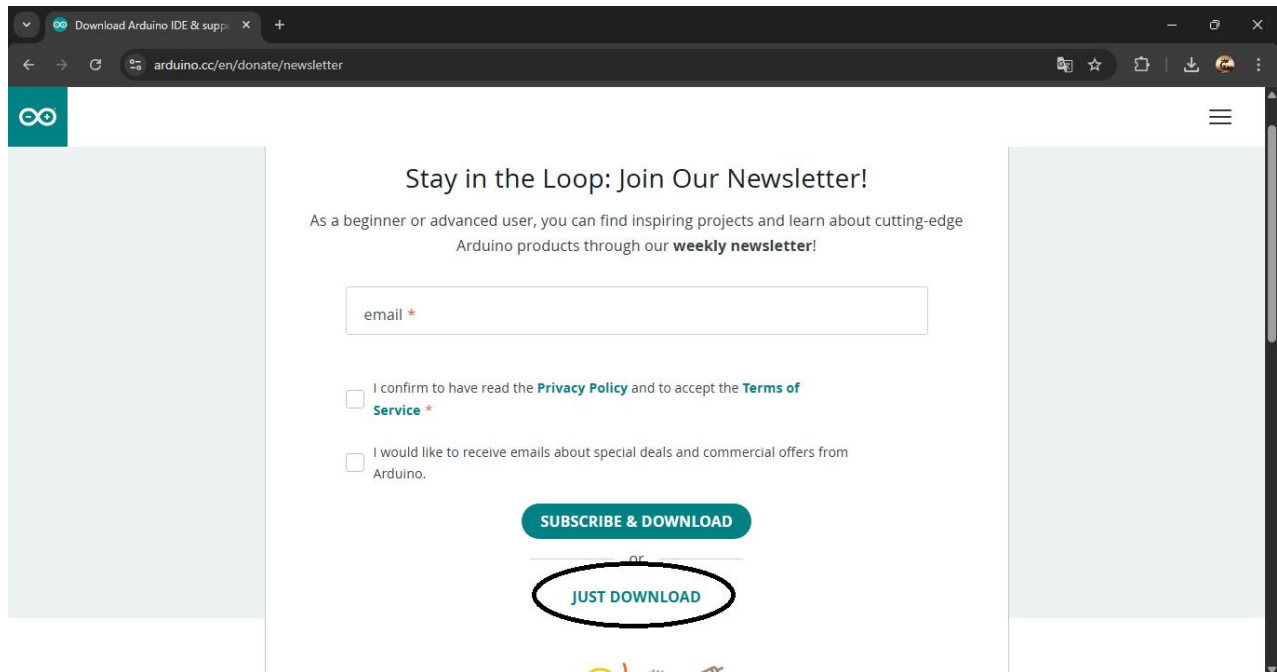 Download Arduino IDE & supp
arduino.cc/en/donate/newsletter
Stay in the Loop: Join Our Newsletter!
As a beginner or advanced user, you can find inspiring projects and learn about cutting-edge
Arduino products through our weekly newsletter!
email *
I confirm to have read the Privacy Policy and to accept the Terms of
Service *
I would like to receive emails about special deals and commercial offers from
Arduino.
SUBSCRIBE & DOWNLOAD
or
JUST DOWNLOAD